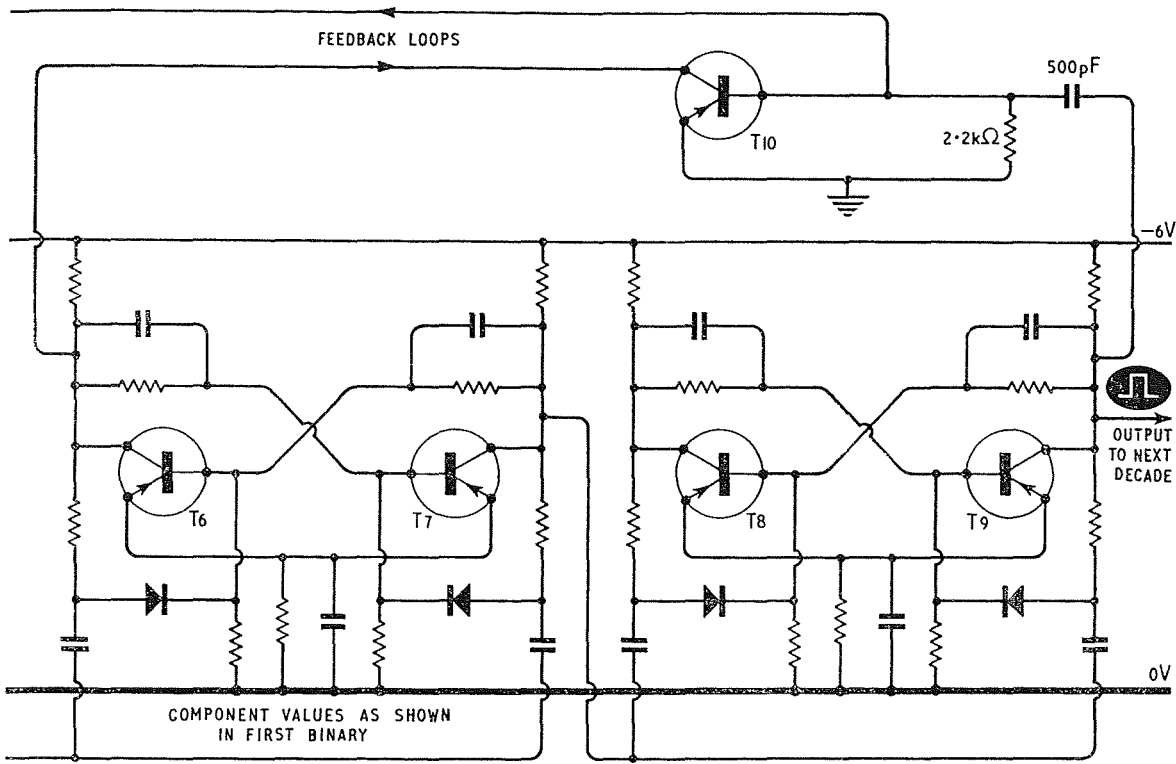 FEEDBACK LOOPS
500pF
T10
2·2kΩ
−6V
T6
T7
T8
T9
OUTPUT
TO NEXT
DECADE
0V
COMPONENT VALUES AS SHOWN
IN FIRST BINARY